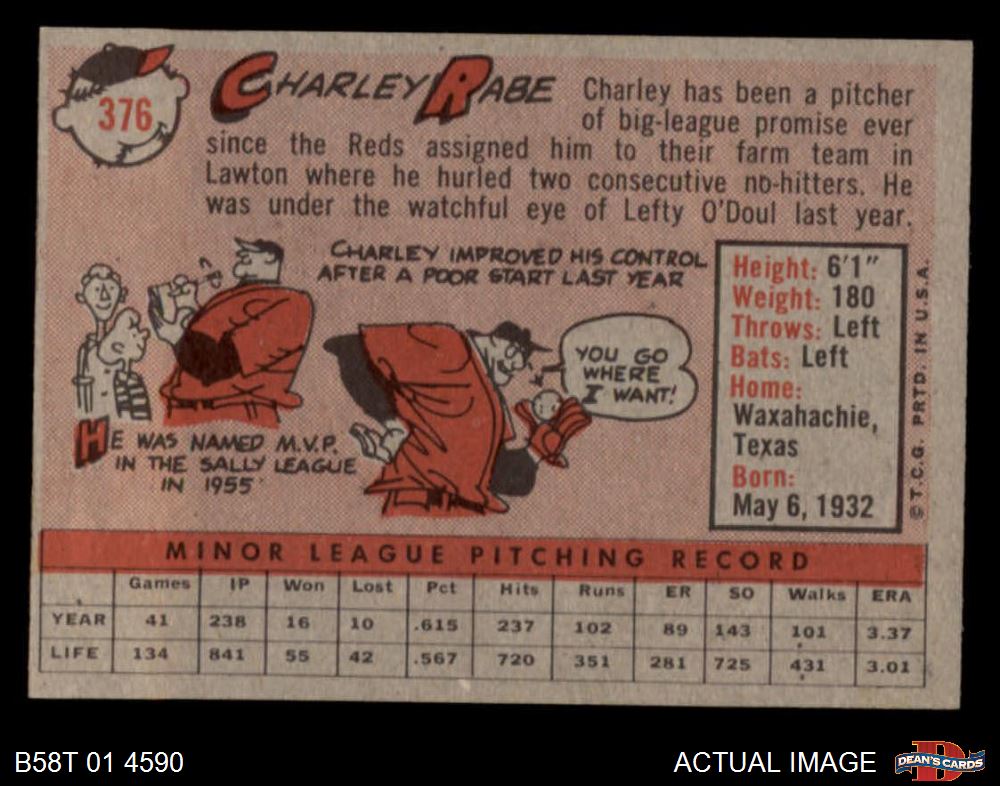 376
CHARLEY RABE
Charley has been a pitcher
of big-league promise ever
since the Reds assigned him to their farm team in
Lawton where he hurled two consecutive no-hitters. He
was under the watchful eye of Lefty O'Doul last year.
CHARLEY IMPROVED HIS CONTROL
AFTER A POOR START LAST YEAR
YOU GO
WHERE
I WANT!
HE WAS NAMED M.V.P.
IN THE SALLY LEAGUE
IN 1955
Height: 6'1"
Weight: 180
Throws: Left
Bats: Left
Home:
Waxahachie,
Texas
Born:
May 6, 1932
© T.C.G. PRTD. IN U.S.A.
MINOR LEAGUE PITCHING RECORD
Games IP Won Lost Pct Hits Runs ER SO Walks ERA
YEAR 41 238 16 10 .615 237 102 89 143 101 3.37
LIFE 134 841 55 42 .567 720 351 281 725 431 3.01
B58T 01 4590
ACTUAL IMAGE
D
DEAN'S CARDS